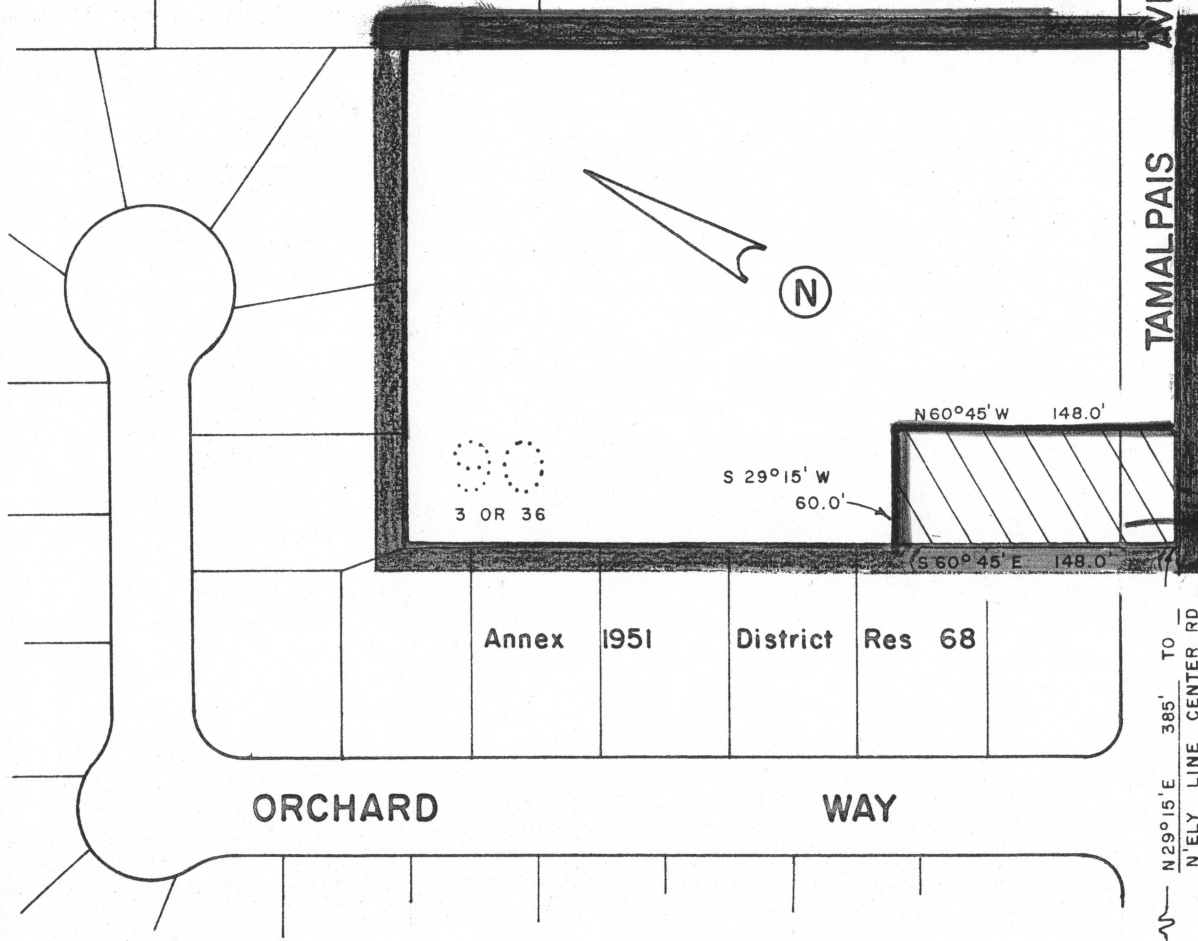 AVE
TAMALPAIS
N
N60°45'W 148.0'
S 29°15' W
60.0'
90
3 OR 36
S 60°45' E 148.0'
Annex 1951 District Res 68
ORCHARD WAY
N29°15'E 385' TO
N'ELY LINE CENTER RD